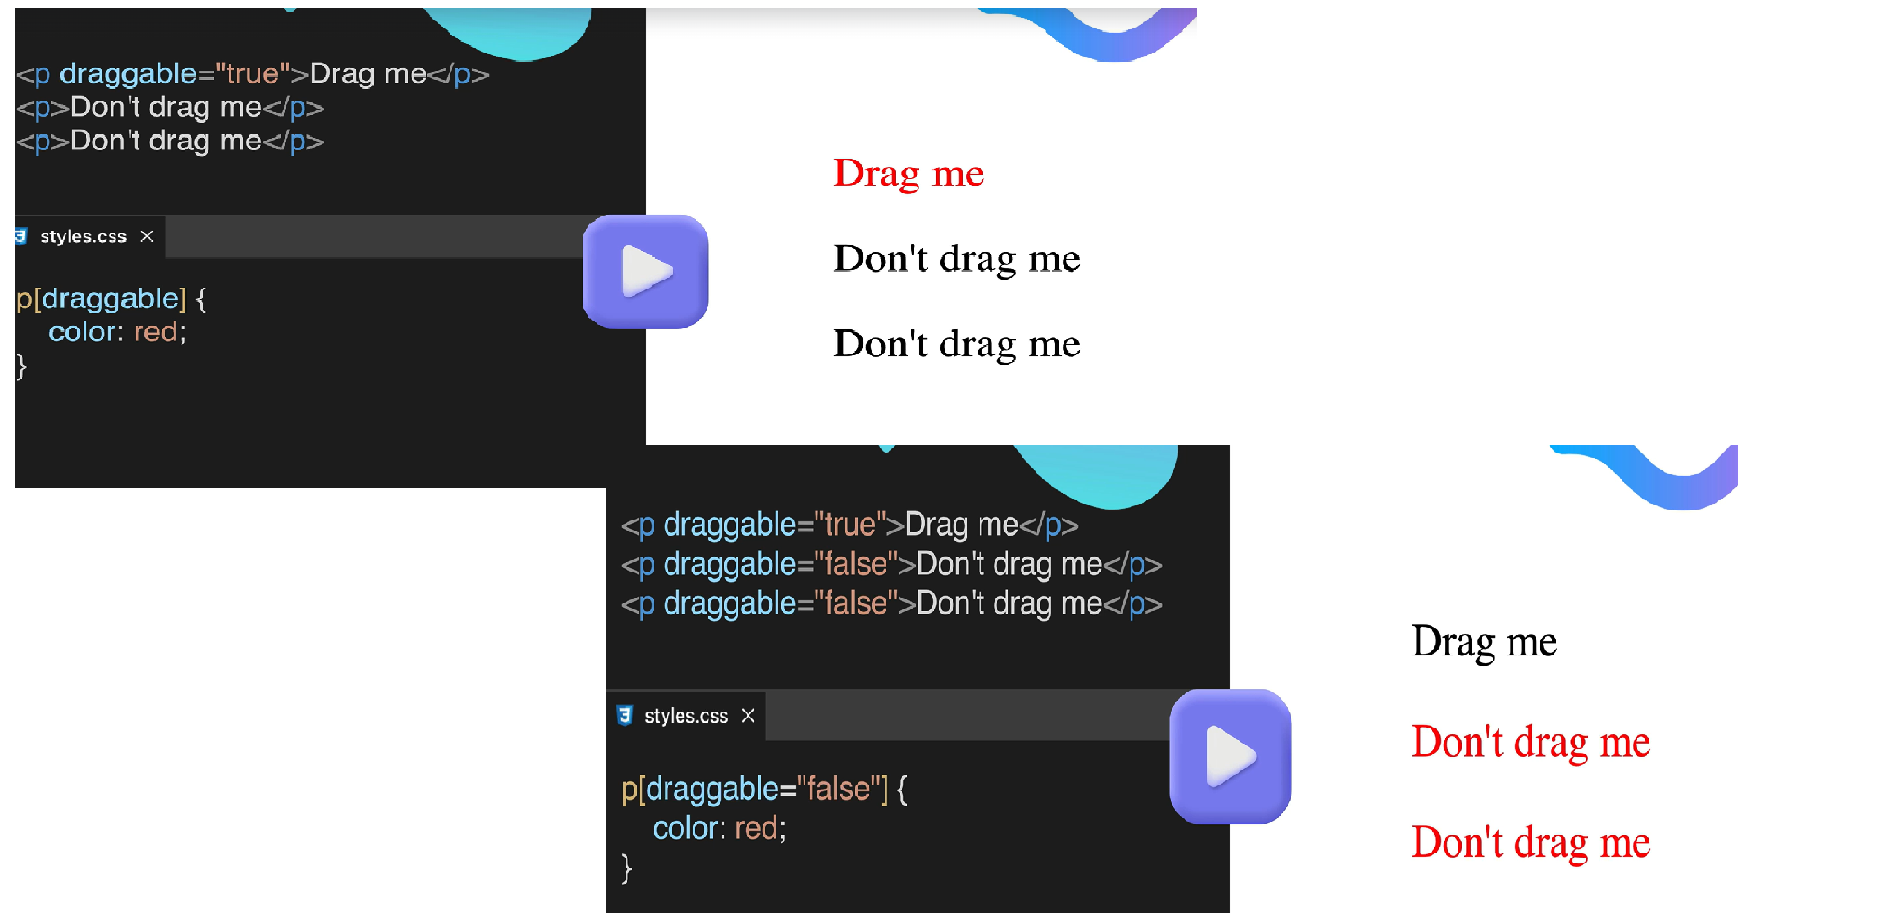 <p draggable="true">Drag me</p>
<p>Don't drag me</p>
<p>Don't drag me</p>
styles.css
p[draggable] {
color: red;
}
Drag me
Don't drag me
Don't drag me
<p draggable="true">Drag me</p>
<p draggable="false">Don't drag me</p>
<p draggable="false">Don't drag me</p>
styles.css
p[draggable="false"] {
color: red;
}
Drag me
Don't drag me
Don't drag me